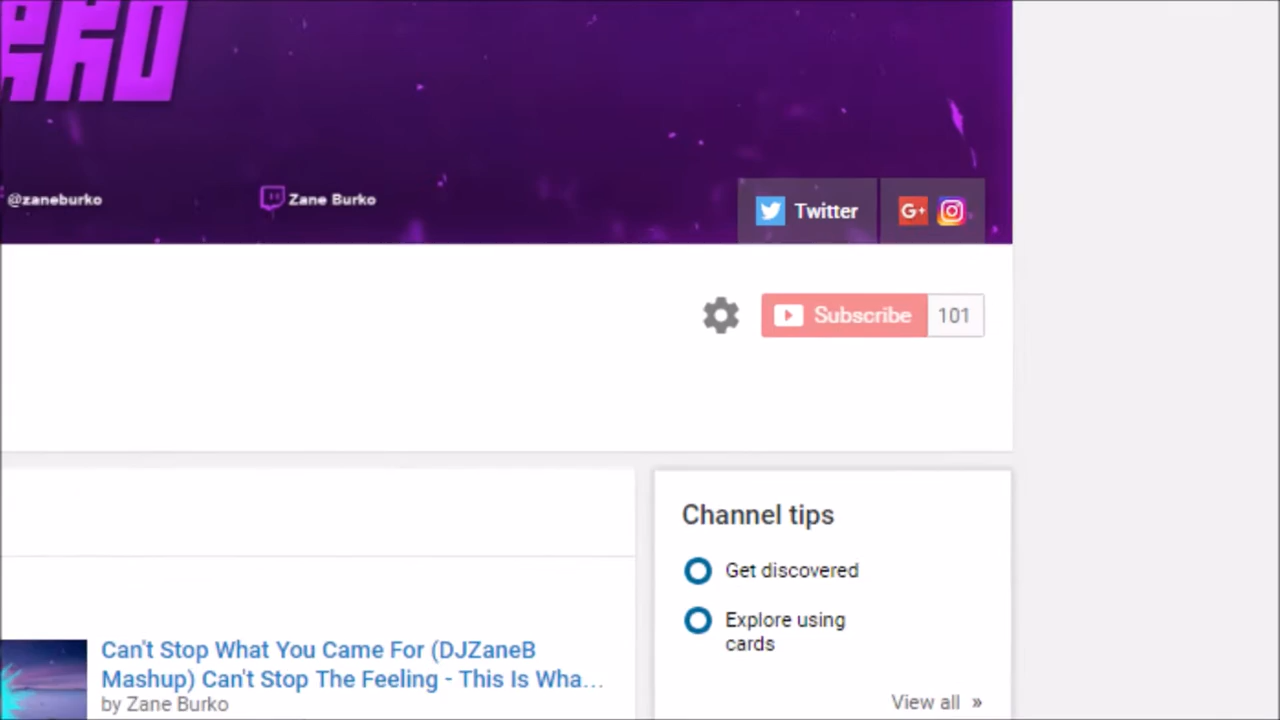 @zaneburko
Zane Burko
Twitter
G+
Subscribe
101
Channel tips
Get discovered
Explore using
cards
Can't Stop What You Came For (DJZaneB
Mashup) Can't Stop The Feeling - This Is Wha...
by Zane Burko
View all »